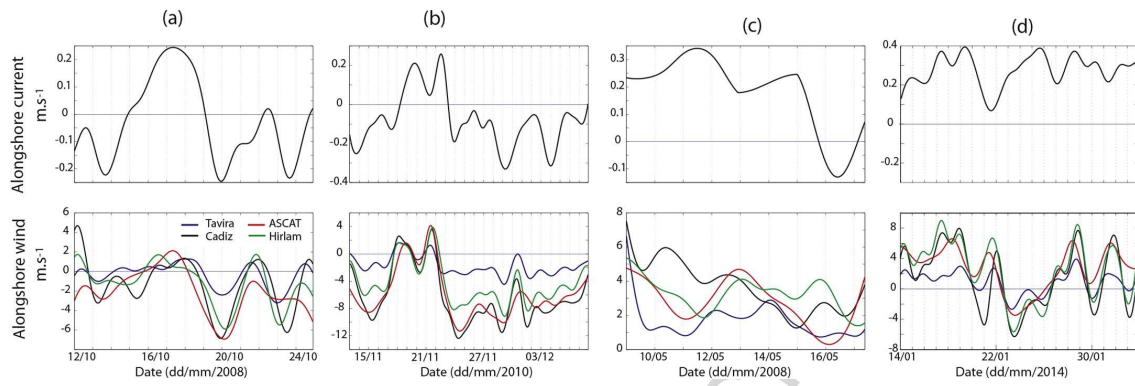 (a) (b) (c) (d)
Alongshore current
m.s-1
0.2 0.1 0 -0.1 -0.2
0.4 0.2 0 -0.2 -0.4
0.2 0.1 0 -0.1
0.4 0.2 0 0.2 0.4
Alongshore wind
m.s-1
6 4 2 0 -2 -4 -6
4 0 -4 -8 -12
8 6 4 2 0
8 4 0 -4 -8
Tavira ASCAT
Cadiz Hirlam
12/10 16/10 20/10 24/10
15/11 21/11 27/11 03/12
10/05 12/05 14/05 16/05
14/01 22/01 30/01
Date (dd/mm/2008) Date (dd/mm/2010) Date (dd/mm/2008) Date (dd/mm/2014)